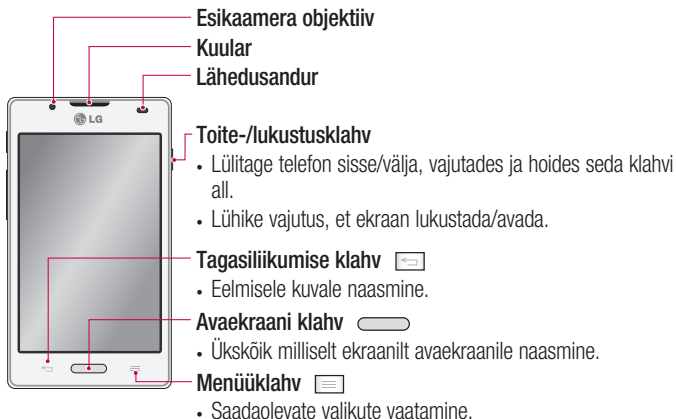 Esikaamera objektiiv
Kuular
Lähedusandur
LG
Toite-/lukustusklahv
• Lülitage telefon sisse/välja, vajutades ja hoides seda klahvi
all.
• Lühike vajutus, et ekraan lukustada/avada.
Tagasiliikumise klahv
• Eelmisele kuvale naasmine.
Avaekraani klahv
• Ükskõik milliselt ekraanilt avaekraanile naasmine.
Menüüklahv
• Saadaolevate valikute vaatamine.